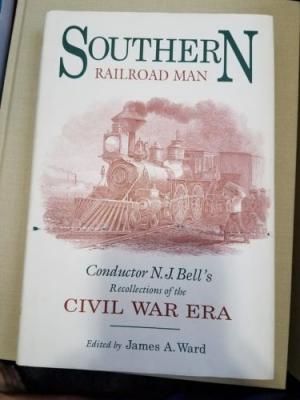 SOUTHERN
RAILROAD MAN
Conductor N.J. Bell's
Recollections of the
CIVIL WAR ERA
Edited by James A. Ward